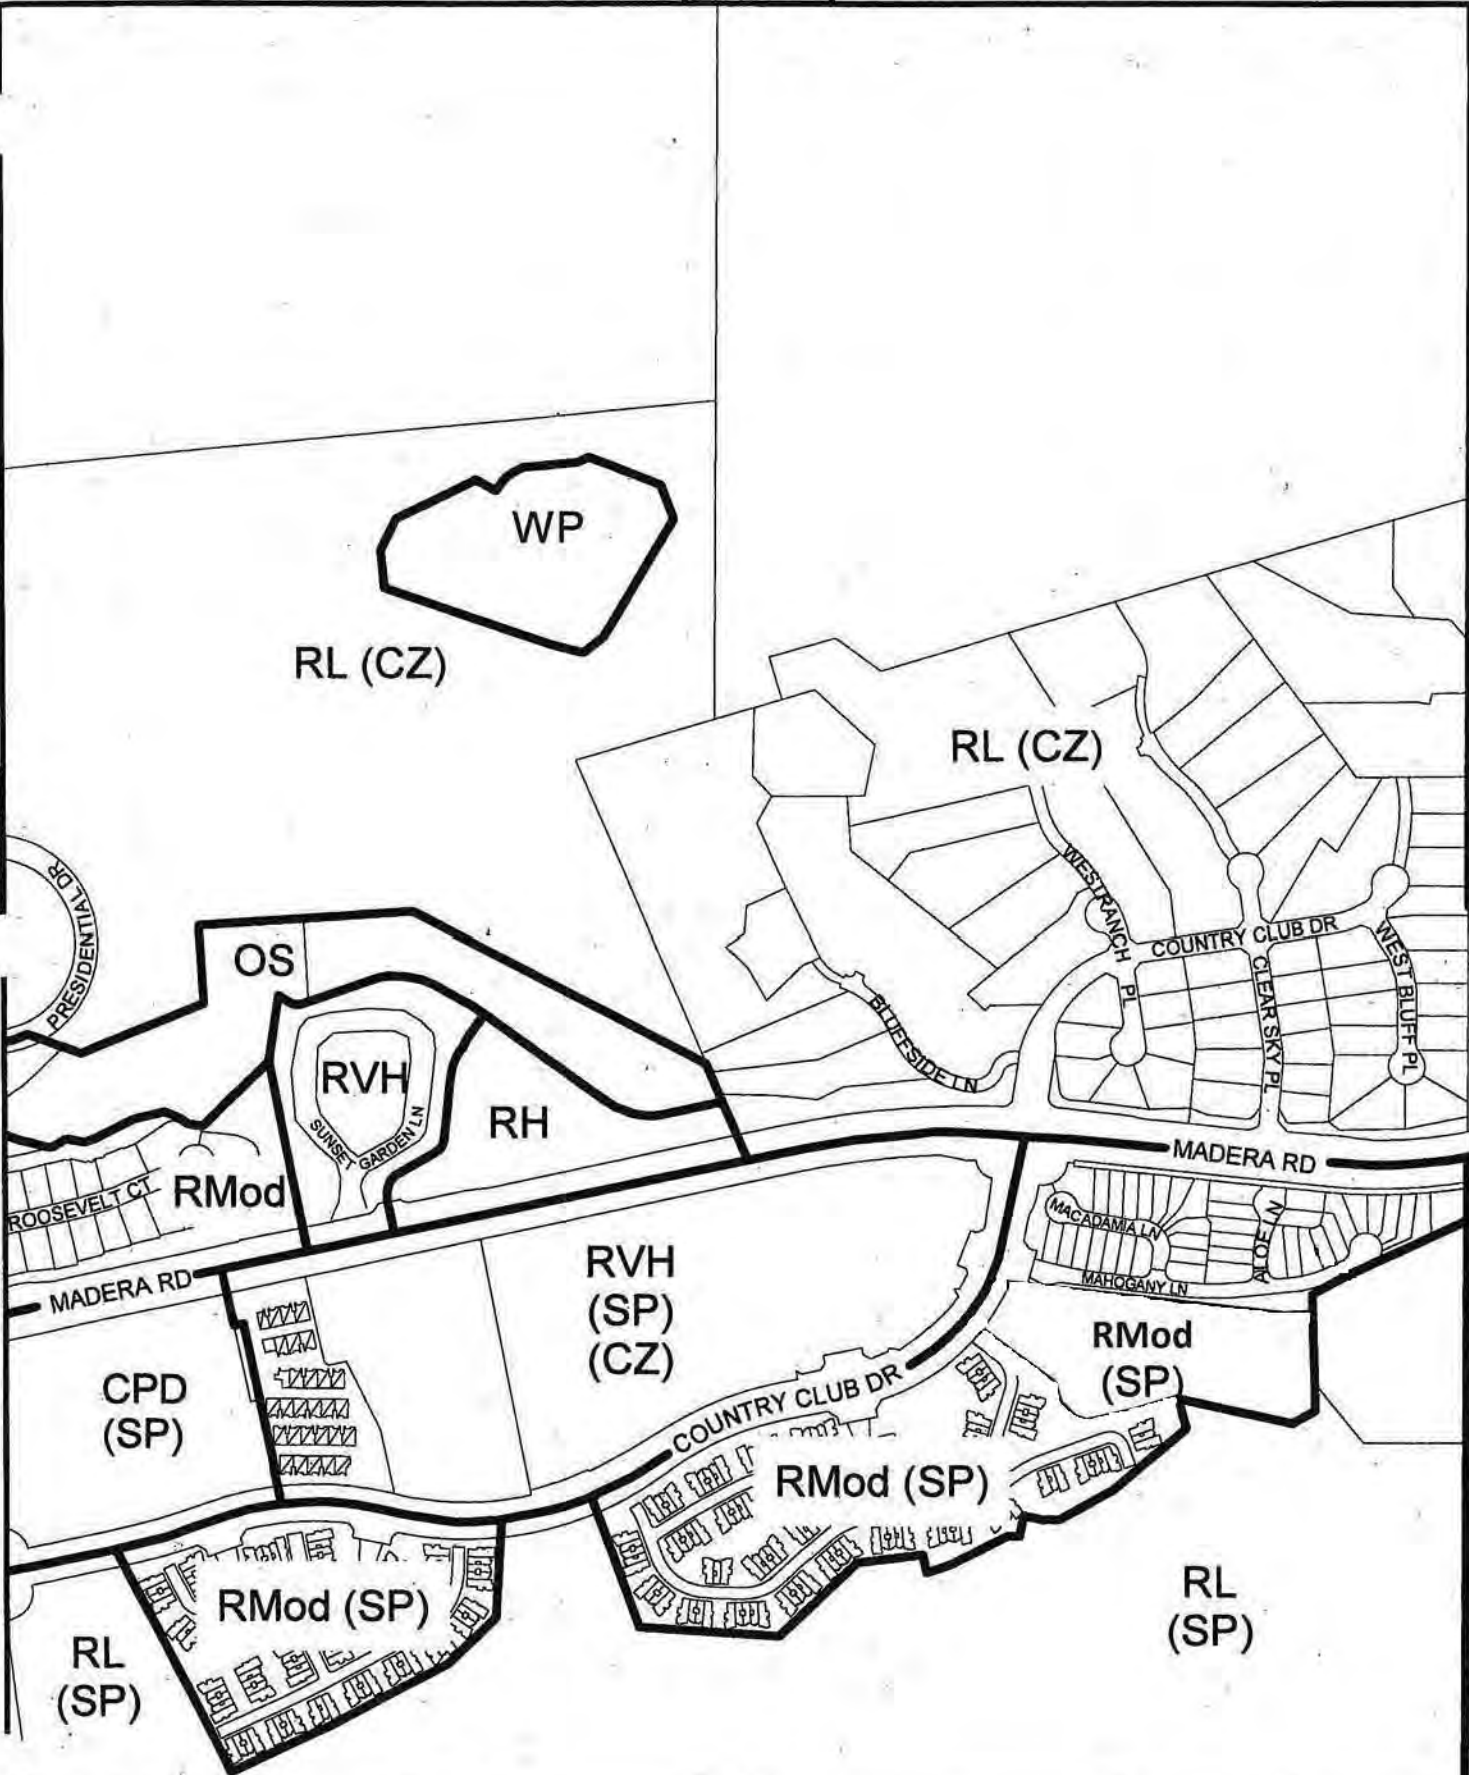 WP
RL (CZ)
RL (CZ)
PRESIDENTIAL DR
WESTRANCH PL
COUNTRY CLUB DR
CLEAR SKY PL
WEST BLUFF PL
BLUFFSIDE LN
OS
RVH
SUNSET GARDEN LN
RH
RMod
ROOSEVELT CT
MADERA RD
MADERA RD
MACADAMIA LN
ALOE LN
MAHOGANY LN
RVH
(SP)
(CZ)
RMod
(SP)
CPD
(SP)
COUNTRY CLUB DR
RMod (SP)
RMod (SP)
RL
(SP)
RL
(SP)